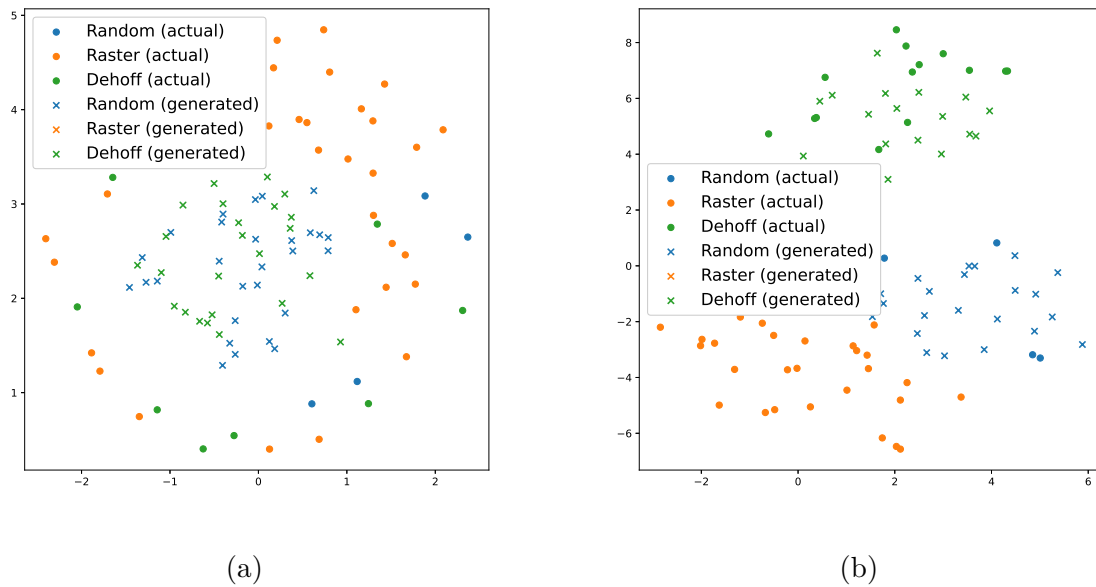 5
4
3
2
1
−2
−1
0
1
2
Random (actual)
Raster (actual)
Dehoff (actual)
Random (generated)
Raster (generated)
Dehoff (generated)
(a)
8
6
4
2
0
−2
−4
−6
−2
0
2
4
6
Random (actual)
Raster (actual)
Dehoff (actual)
Random (generated)
Raster (generated)
Dehoff (generated)
(b)